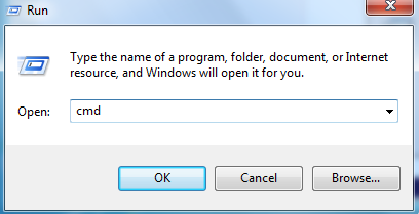 Run
Type the name of a program, folder, document, or Internet
resource, and Windows will open it for you.
Open: cmd
OK Cancel Browse...